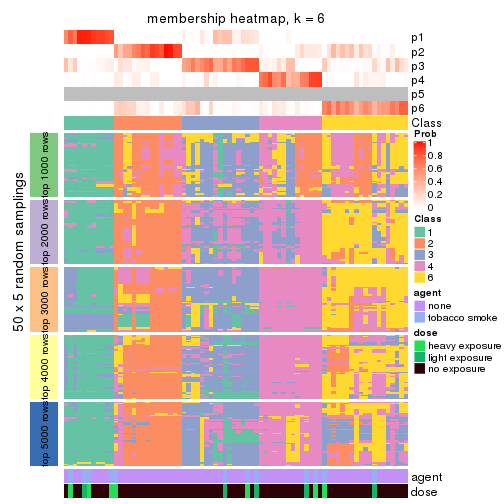 membership heatmap, k = 6
p1
p2
p3
p4
p5
p6
Class
Prob
1
0.8
0.6
0.4
0.2
0
Class
1
2
3
4
6
agent
none
tobacco smoke
dose
heavy exposure
light exposure
no exposure
50 x 5 random samplings
top 1000 rows
top 2000 rows
top 3000 rows
top 4000 rows
top 5000 rows
agent
dose